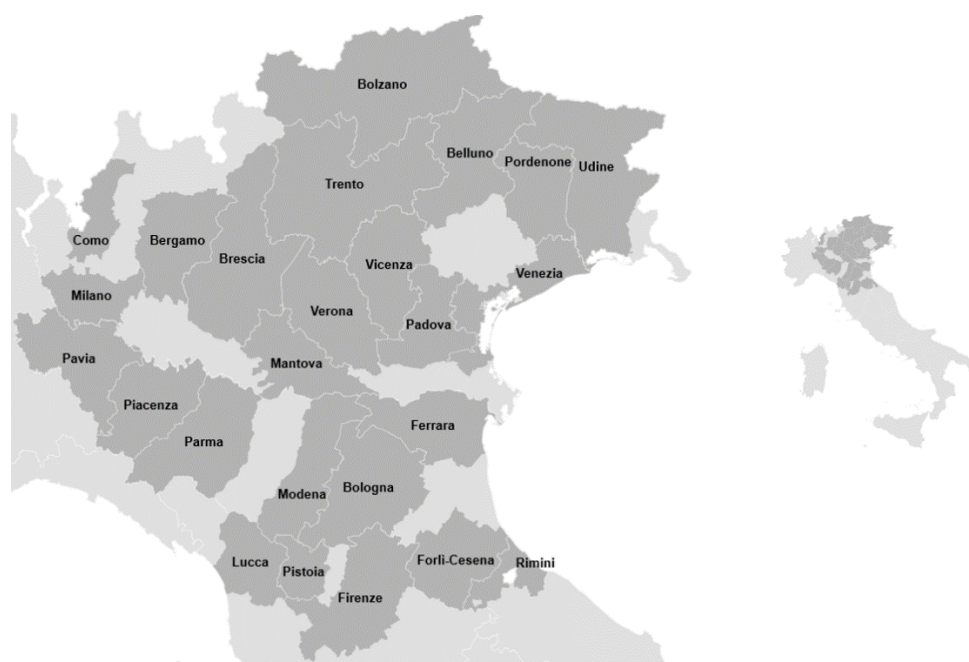 Bolzano
Belluno
Pordenone
Udine
Trento
Como
Bergamo
Brescia
Vicenza
Venezia
Milano
Verona
Padova
Pavia
Mantova
Piacenza
Parma
Ferrara
Modena
Bologna
Lucca
Pistoia
Firenze
Forlì-Cesena
Rimini